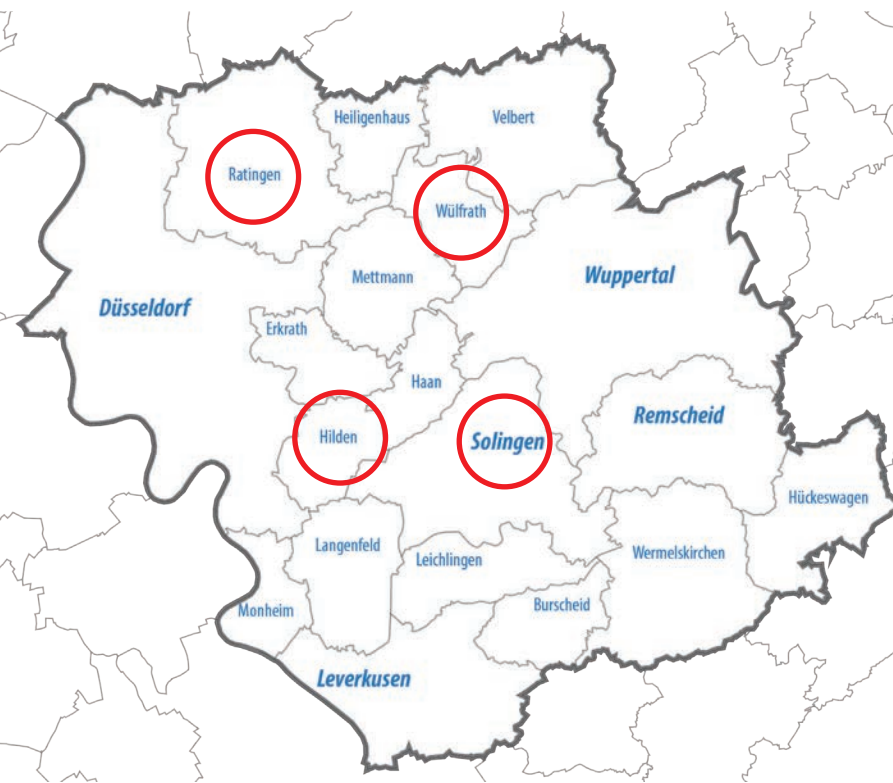 Heiligenhaus
Velbert
Ratingen
Wülfrath
Wuppertal
Mettmann
Düsseldorf
Erkrath
Haan
Remscheid
Hilden
Solingen
Hückeswagen
Langenfeld
Wermelskirchen
Leichlingen
Burscheid
Monheim
Leverkusen